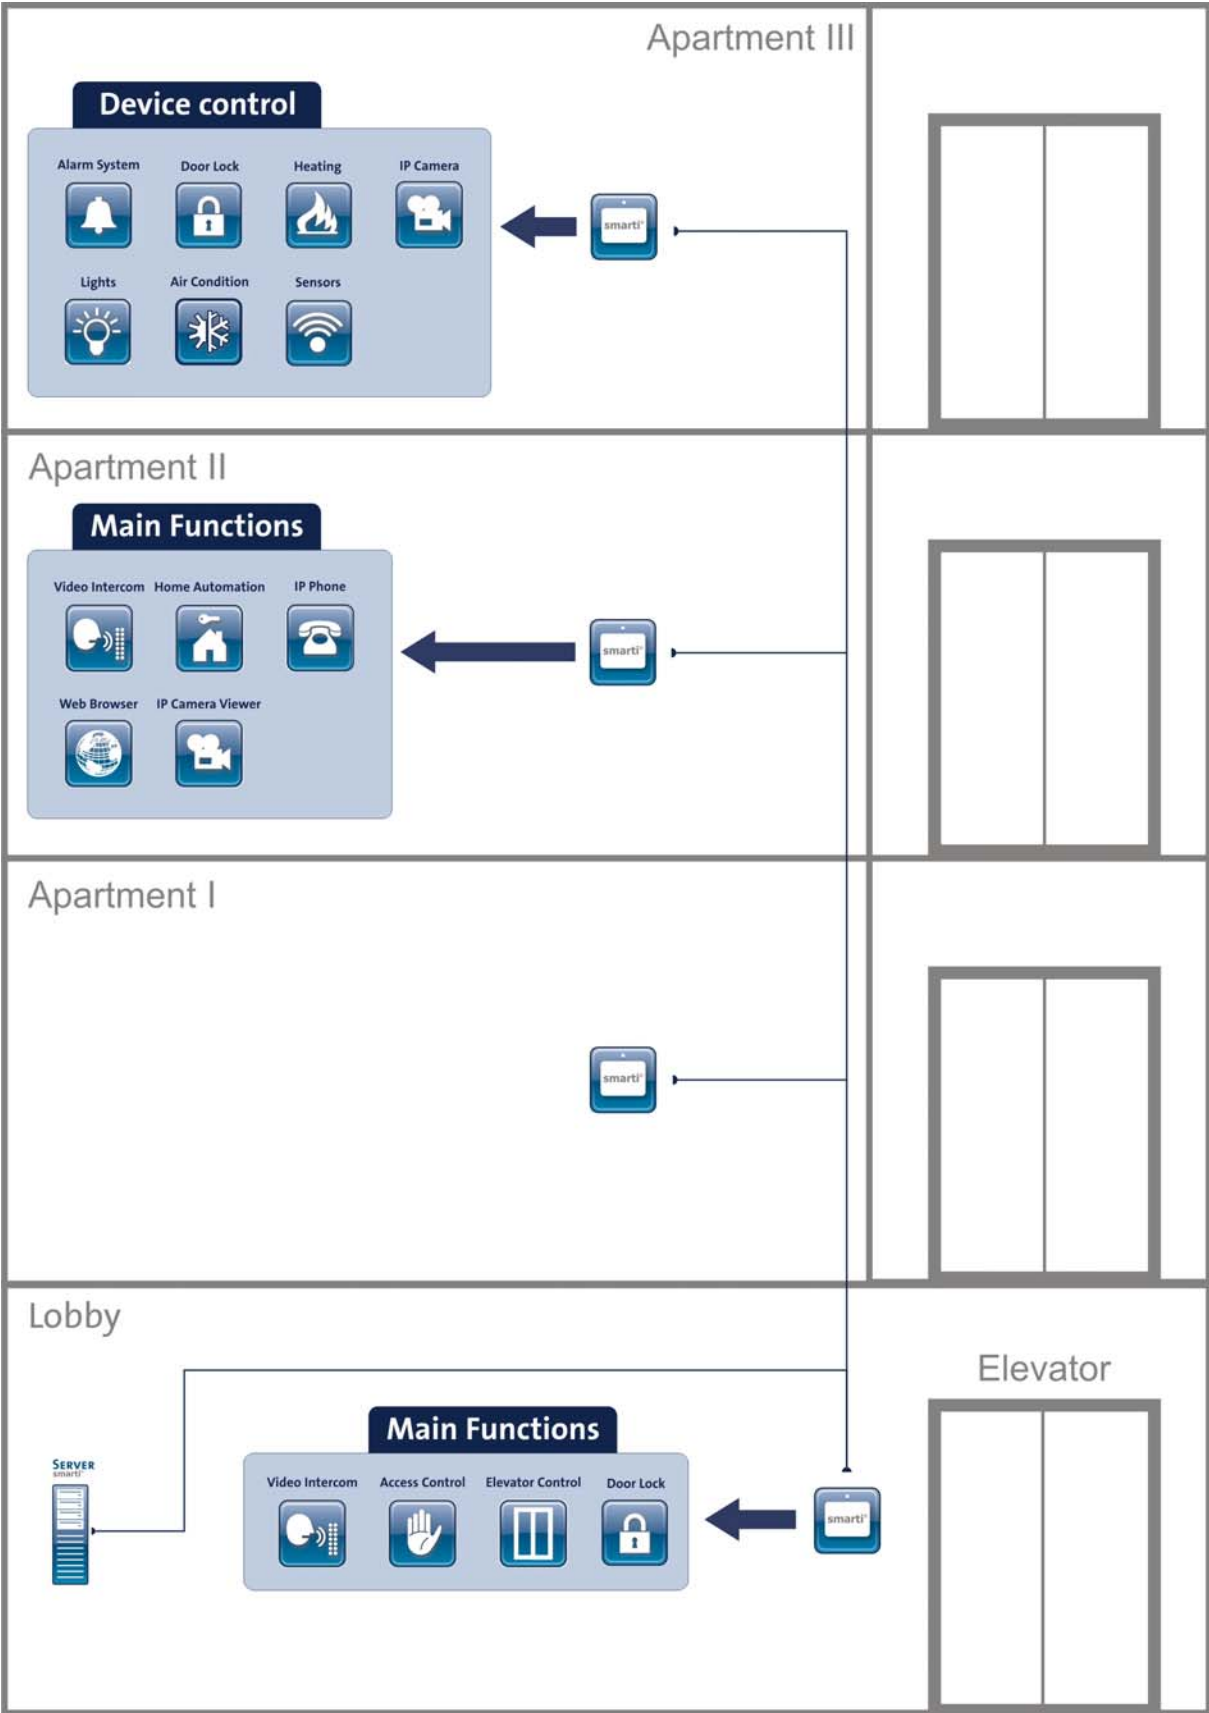 Apartment III
Device control
Alarm System Door Lock Heating IP Camera
smarti®
Lights Air Condition Sensors
Apartment II
Main Functions
Video Intercom Home Automation IP Phone
smarti®
Web Browser IP Camera Viewer
Apartment I
smarti®
Lobby
Elevator
Main Functions
SERVER
smarti®
Video Intercom Access Control Elevator Control Door Lock
smarti®